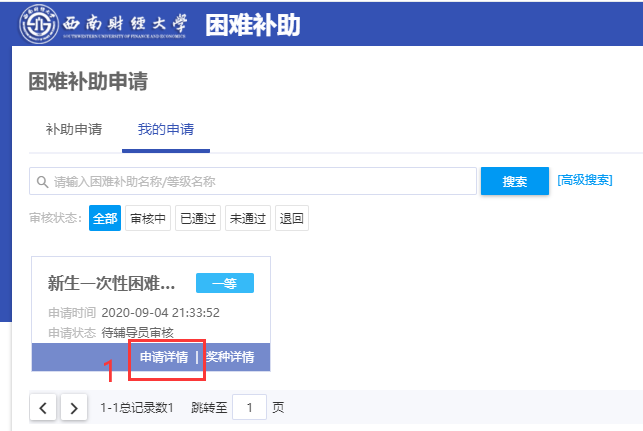 西南财经大学 困难补助
SOUTHWESTERN UNIVERSITY OF FINANCE AND ECONOMICS
困难补助申请
补助申请 我的申请
请输入困难补助名称/等级名称 搜索 [高级搜索]
审核状态: 全部 审核中 已通过 未通过 退回
新生一次性困难... 一等
申请时间 2020-09-04 21:33:52
申请状态 待辅导员审核
1 申请详情 | 奖种详情
1-1总记录数1 跳转至 1 页